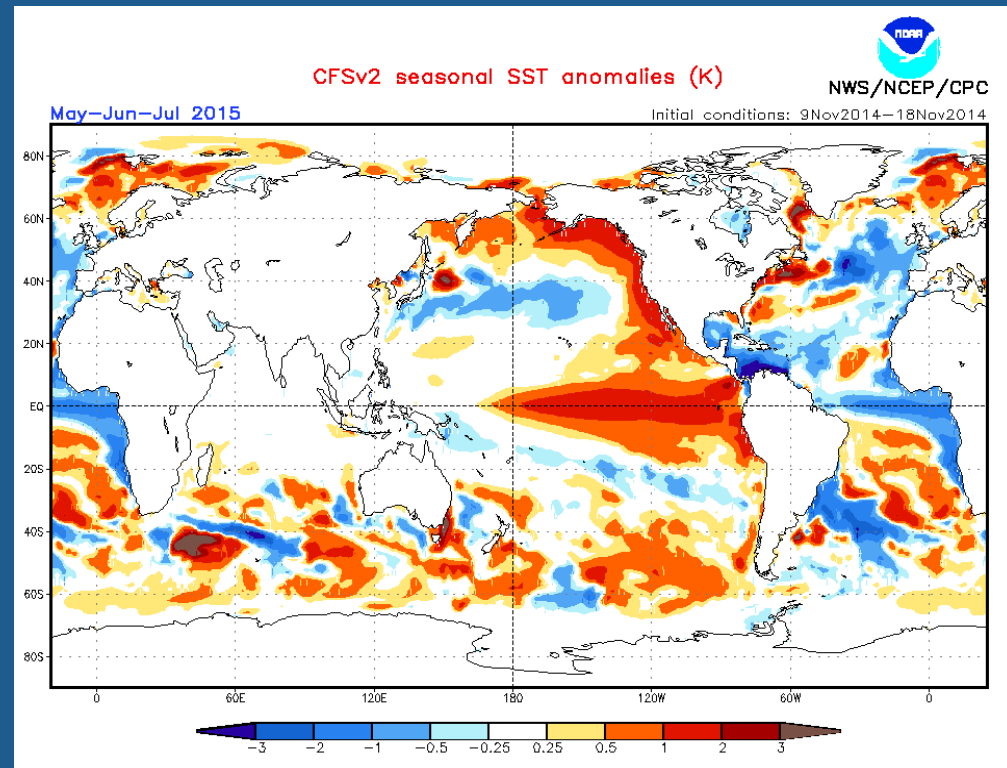 NOAA
CFSv2 seasonal SST anomalies (K)
NWS/NCEP/CPC
May-Jun-Jul 2015
Initial conditions: 9Nov2014-18Nov2014
80N
60N
40N
20N
EQ
20S
40S
60S
80S
0 60E 120E 180 120W 60W 0
-3 -2 -1 -0.5 -0.25 0.25 0.5 1 2 3